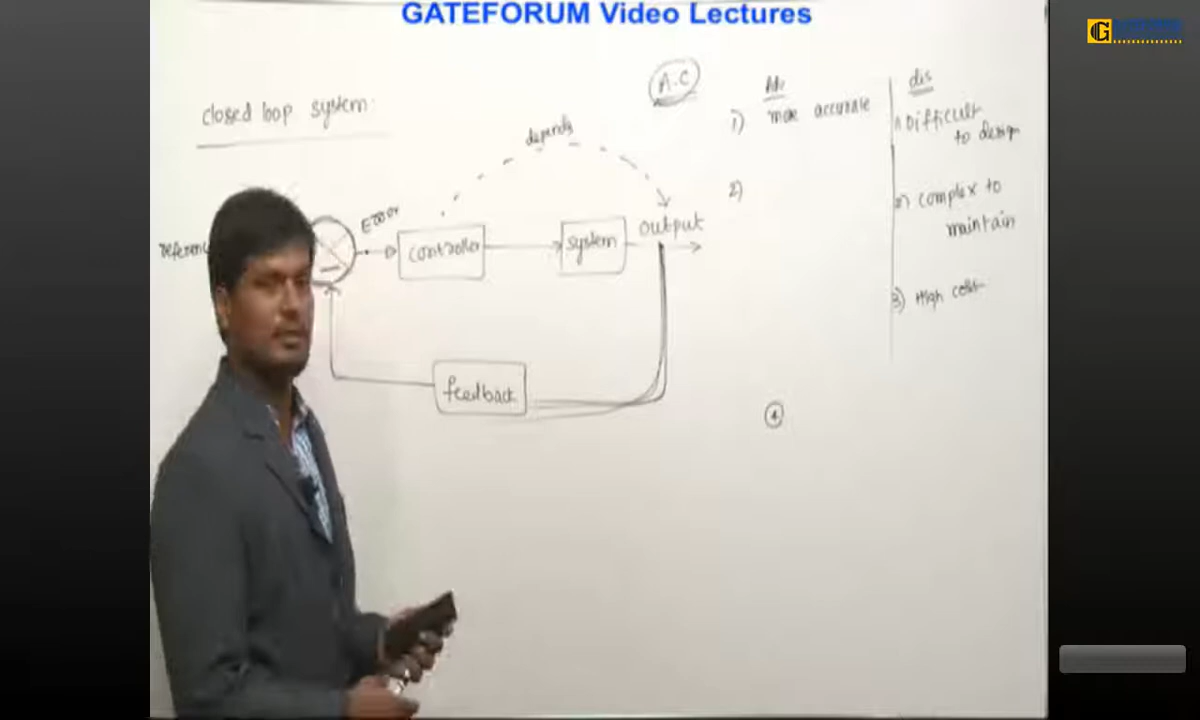 GATEFORUM Video Lectures
closed loop system:
A.C
Error
controller
system
output
depends
feedback
1) more accurate
2)
dis
1) Difficult
to design
2) complex to
maintain
3) High cost
4